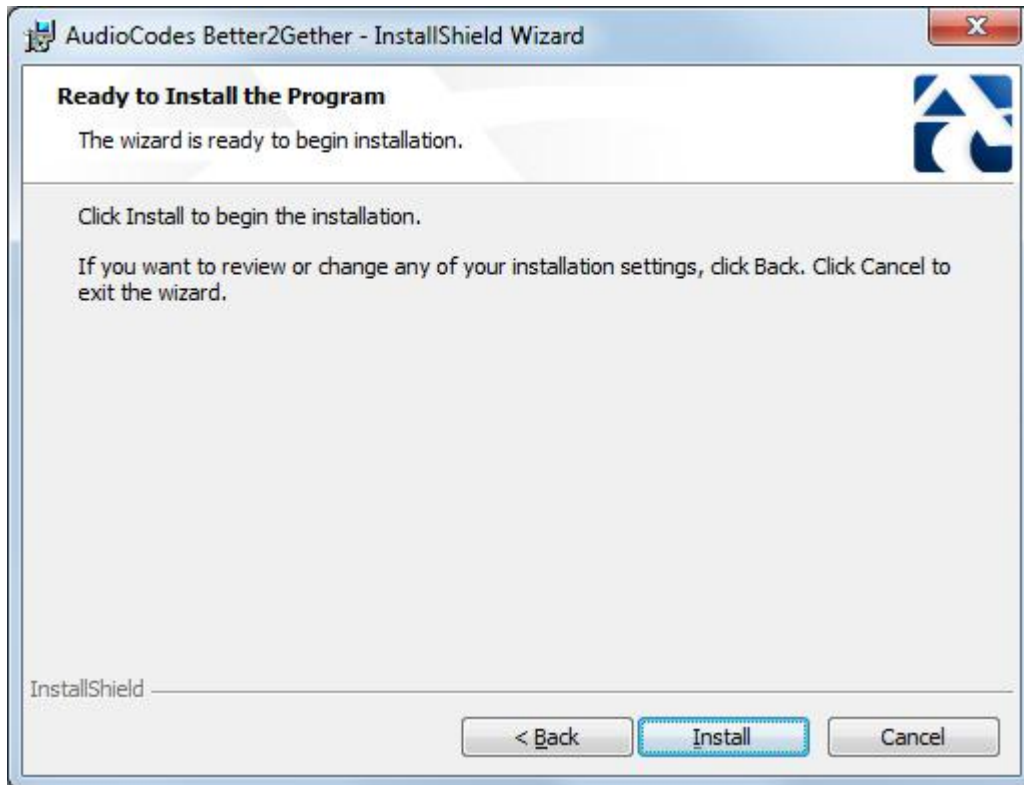 AudioCodes Better2Gether - InstallShield Wizard
Ready to Install the Program
The wizard is ready to begin installation.
Click Install to begin the installation.
If you want to review or change any of your installation settings, click Back. Click Cancel to
exit the wizard.
InstallShield
< Back
Install
Cancel